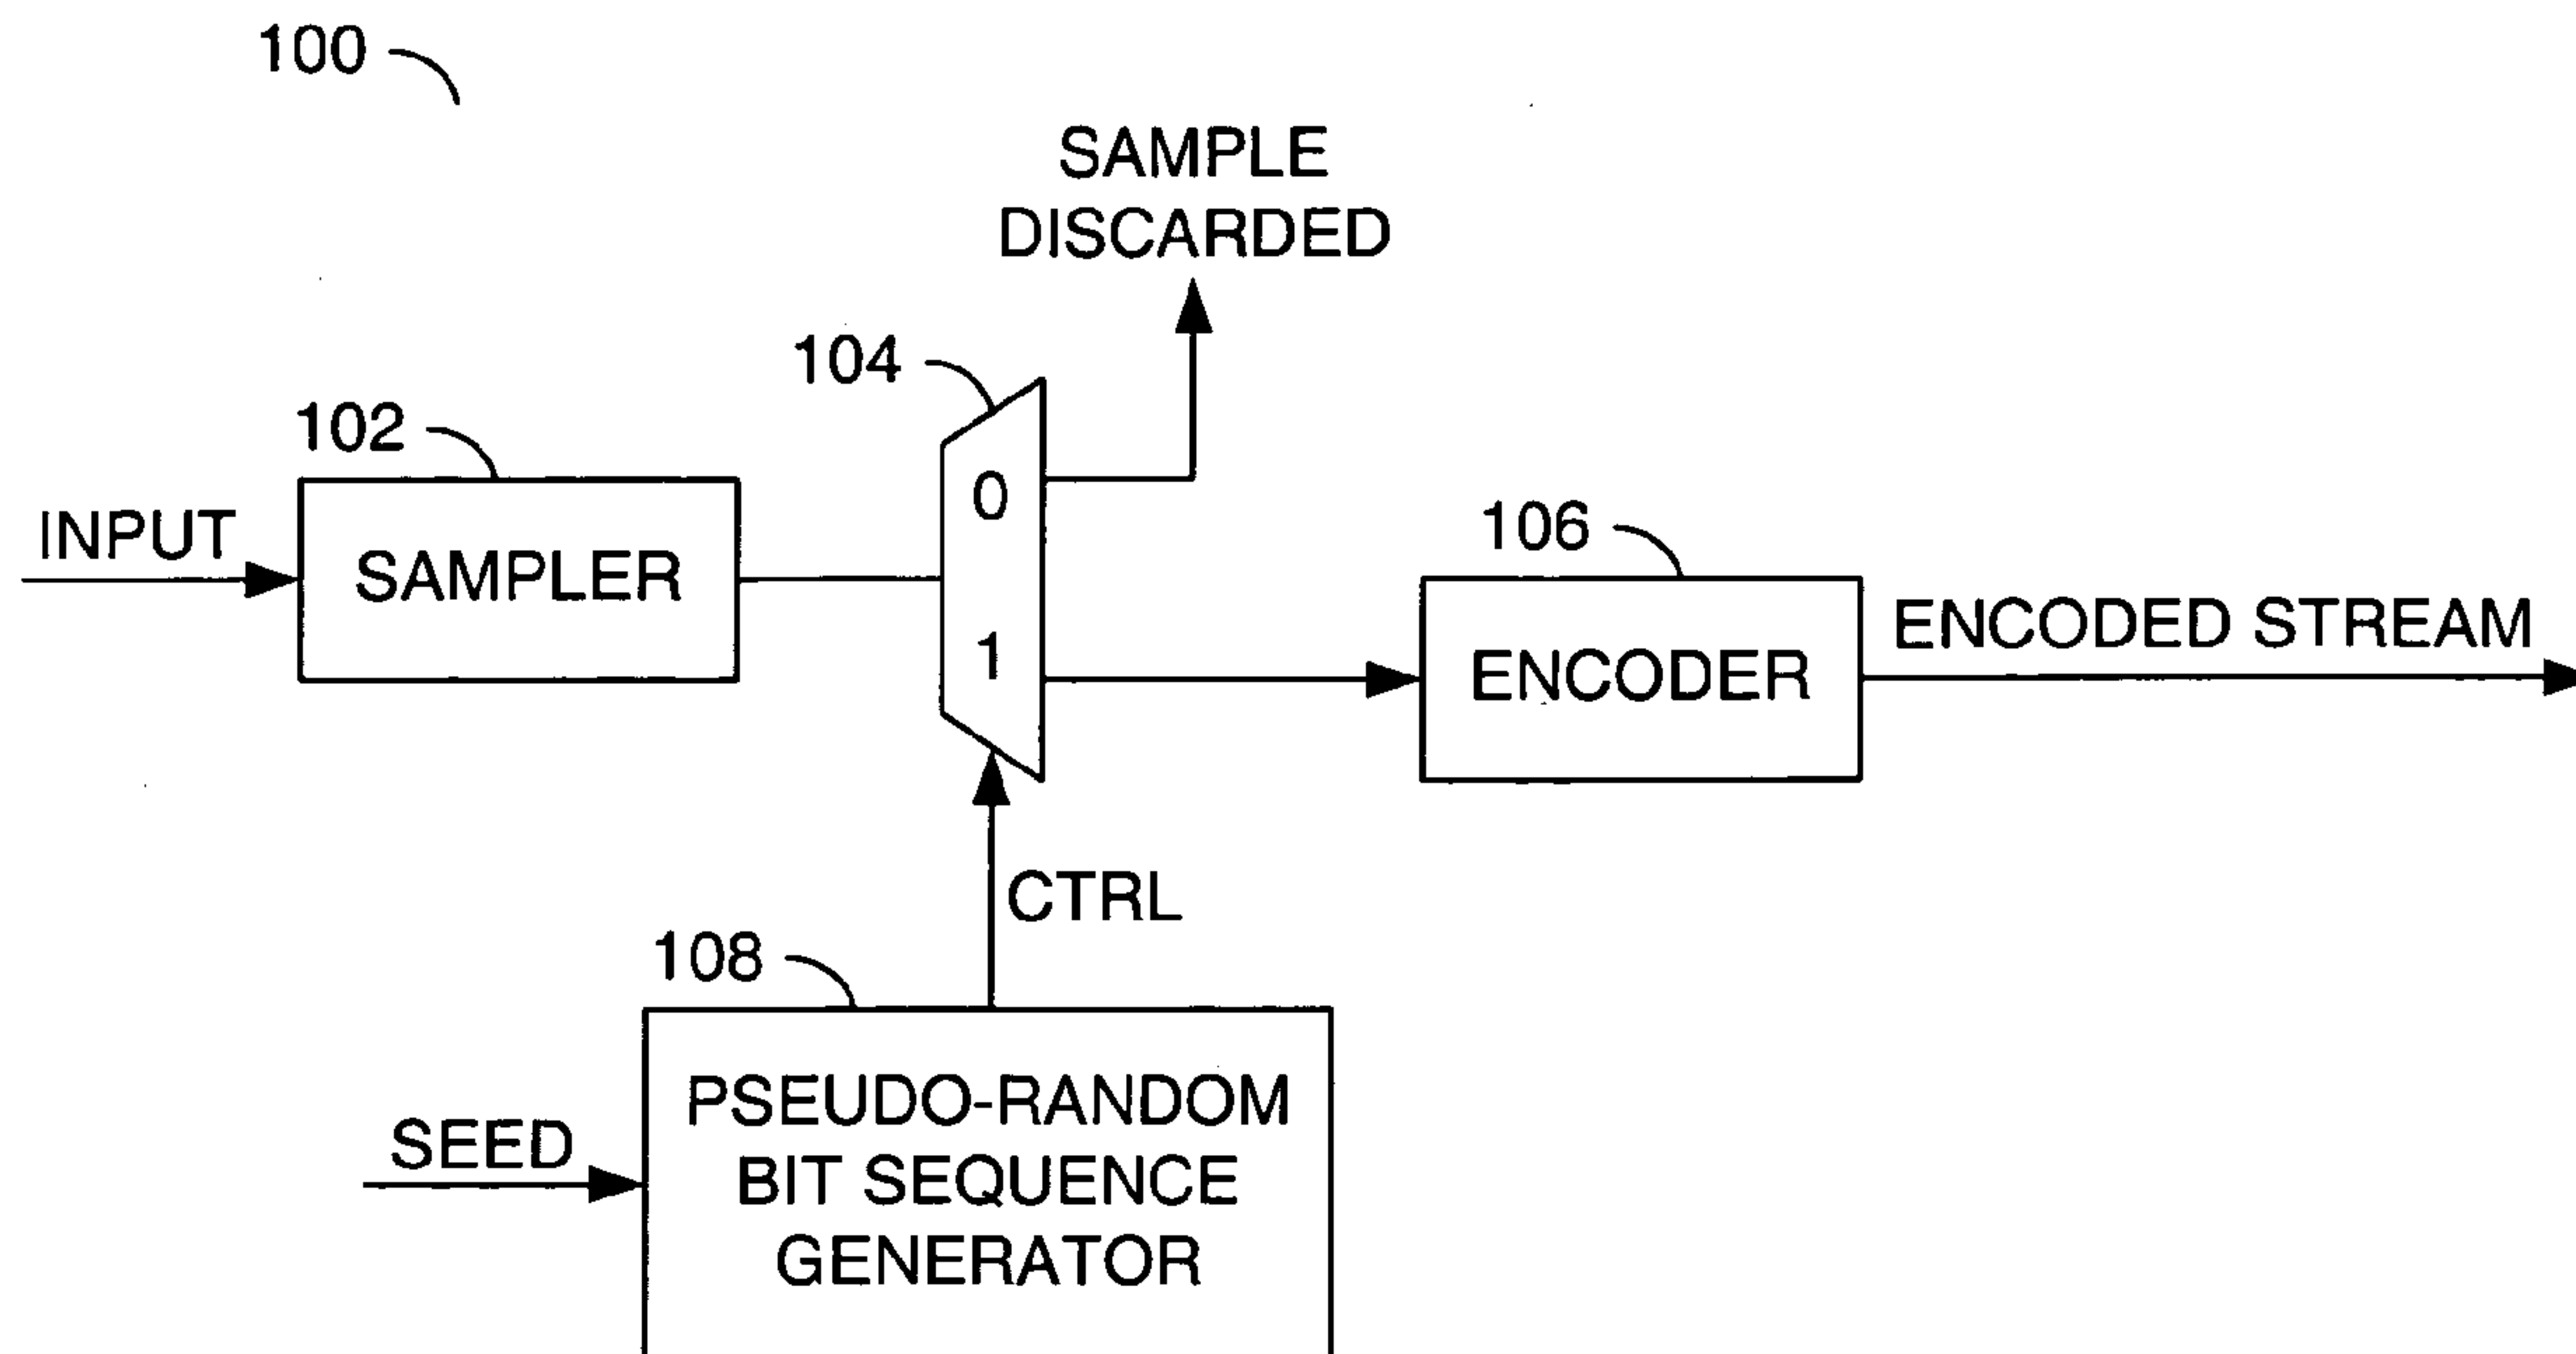 100
SAMPLE
DISCARDED
104
102
INPUT
SAMPLER
0
1
106
ENCODER
ENCODED STREAM
CTRL
108
SEED
PSEUDO-RANDOM
BIT SEQUENCE
GENERATOR